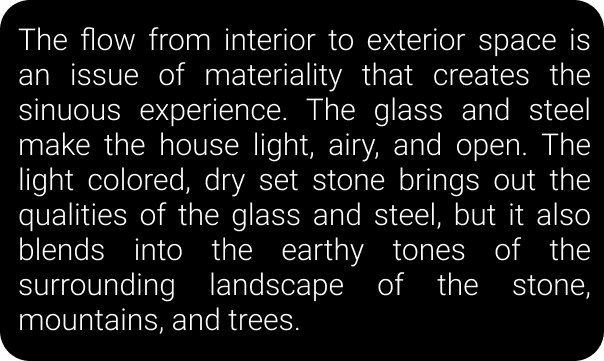 The flow from interior to exterior space is
an issue of materiality that creates the
sinuous experience. The glass and steel
make the house light, airy, and open. The
light colored, dry set stone brings out the
qualities of the glass and steel, but it also
blends into the earthy tones of the
surrounding landscape of the stone,
mountains, and trees.